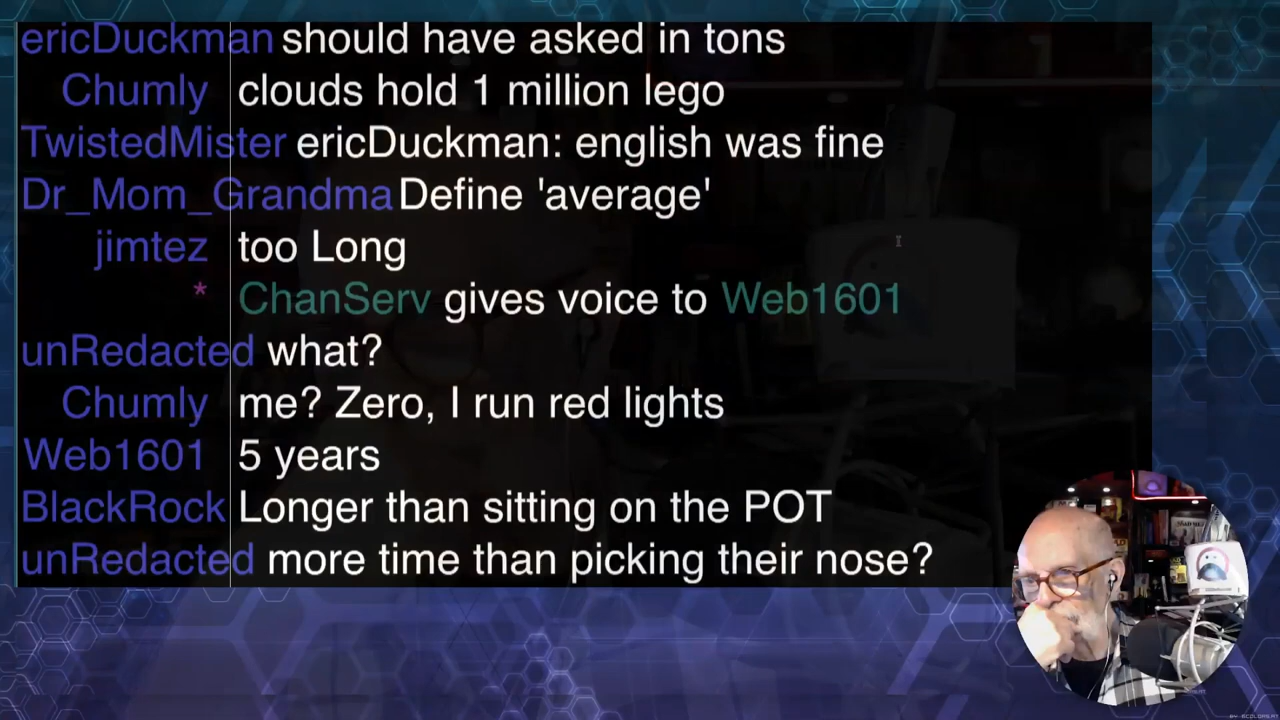 ericDuckman should have asked in tons
Chumly clouds hold 1 million lego
TwistedMister ericDuckman: english was fine
Dr_Mom_Grandma Define 'average'
jimtez too Long
* ChanServ gives voice to Web1601
unRedacted what?
Chumly me? Zero, I run red lights
Web1601 5 years
BlackRock Longer than sitting on the POT
unRedacted more time than picking their nose?